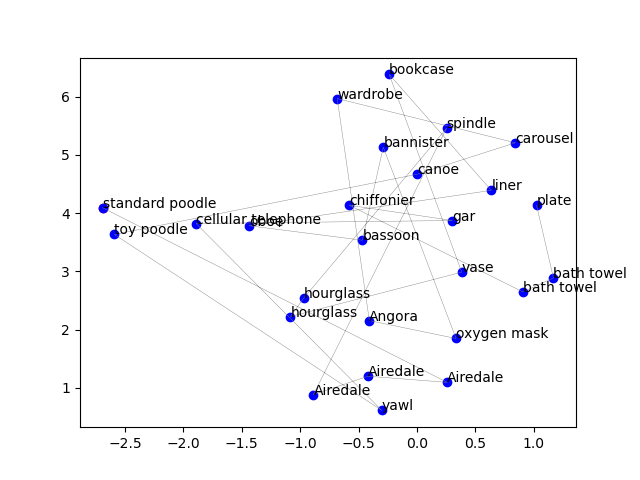 bookcase
wardrobe
6
spindle
carousel
bannister
5
canoe
liner
chiffonier
plate
standard poodle
4
cellular telephone
oboe
gar
toy poodle
bassoon
vase
bath towel
3
bath towel
hourglass
hourglass
Angora
2
oxygen mask
Airedale
Airedale
Airedale
1
yawl
−2.5 −2.0 −1.5 −1.0 −0.5 0.0 0.5 1.0